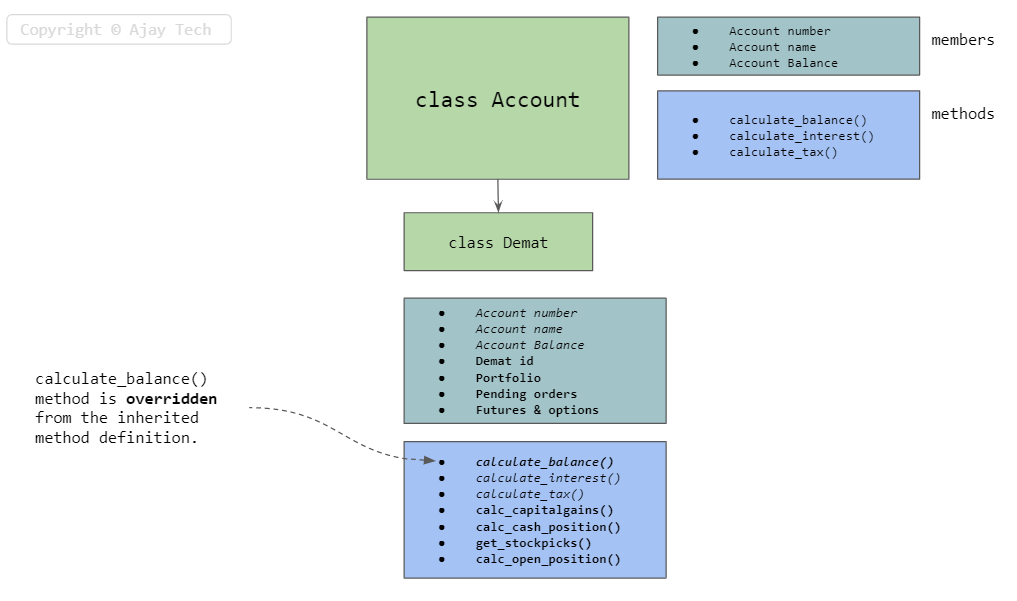 Copyright © Ajay Tech
class Account
• Account number
• Account name
• Account Balance
members
• calculate_balance()
• calculate_interest()
• calculate_tax()
methods
class Demat
• Account number
• Account name
• Account Balance
• Demat id
• Portfolio
• Pending orders
• Futures & options
calculate_balance()
method is overridden
from the inherited
method definition.
• calculate_balance()
• calculate_interest()
• calculate_tax()
• calc_capitalgains()
• calc_cash_position()
• get_stockpicks()
• calc_open_position()